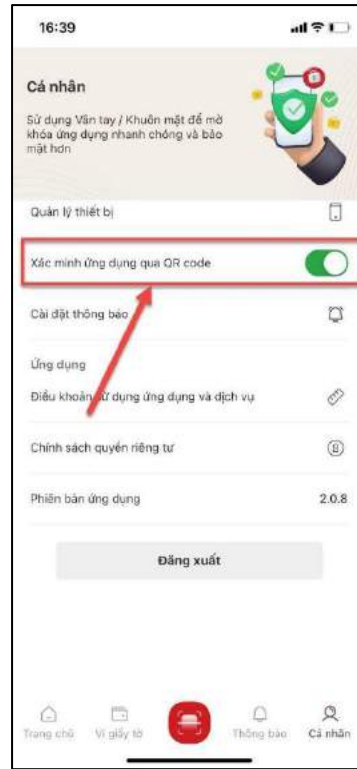 16:39
Cá nhân
Sử dụng Vân tay / Khuôn mặt để mở
khóa ứng dụng nhanh chóng và bảo
mật hơn
Quản lý thiết bị
Xác minh ứng dụng qua QR code
Cài đặt thông báo
Ứng dụng
Điều khoản sử dụng ứng dụng và dịch vụ
Chính sách quyền riêng tư
Phiên bản ứng dụng 2.0.8
Đăng xuất
Trang chủ Ví giấy tờ Thông báo Cá nhân